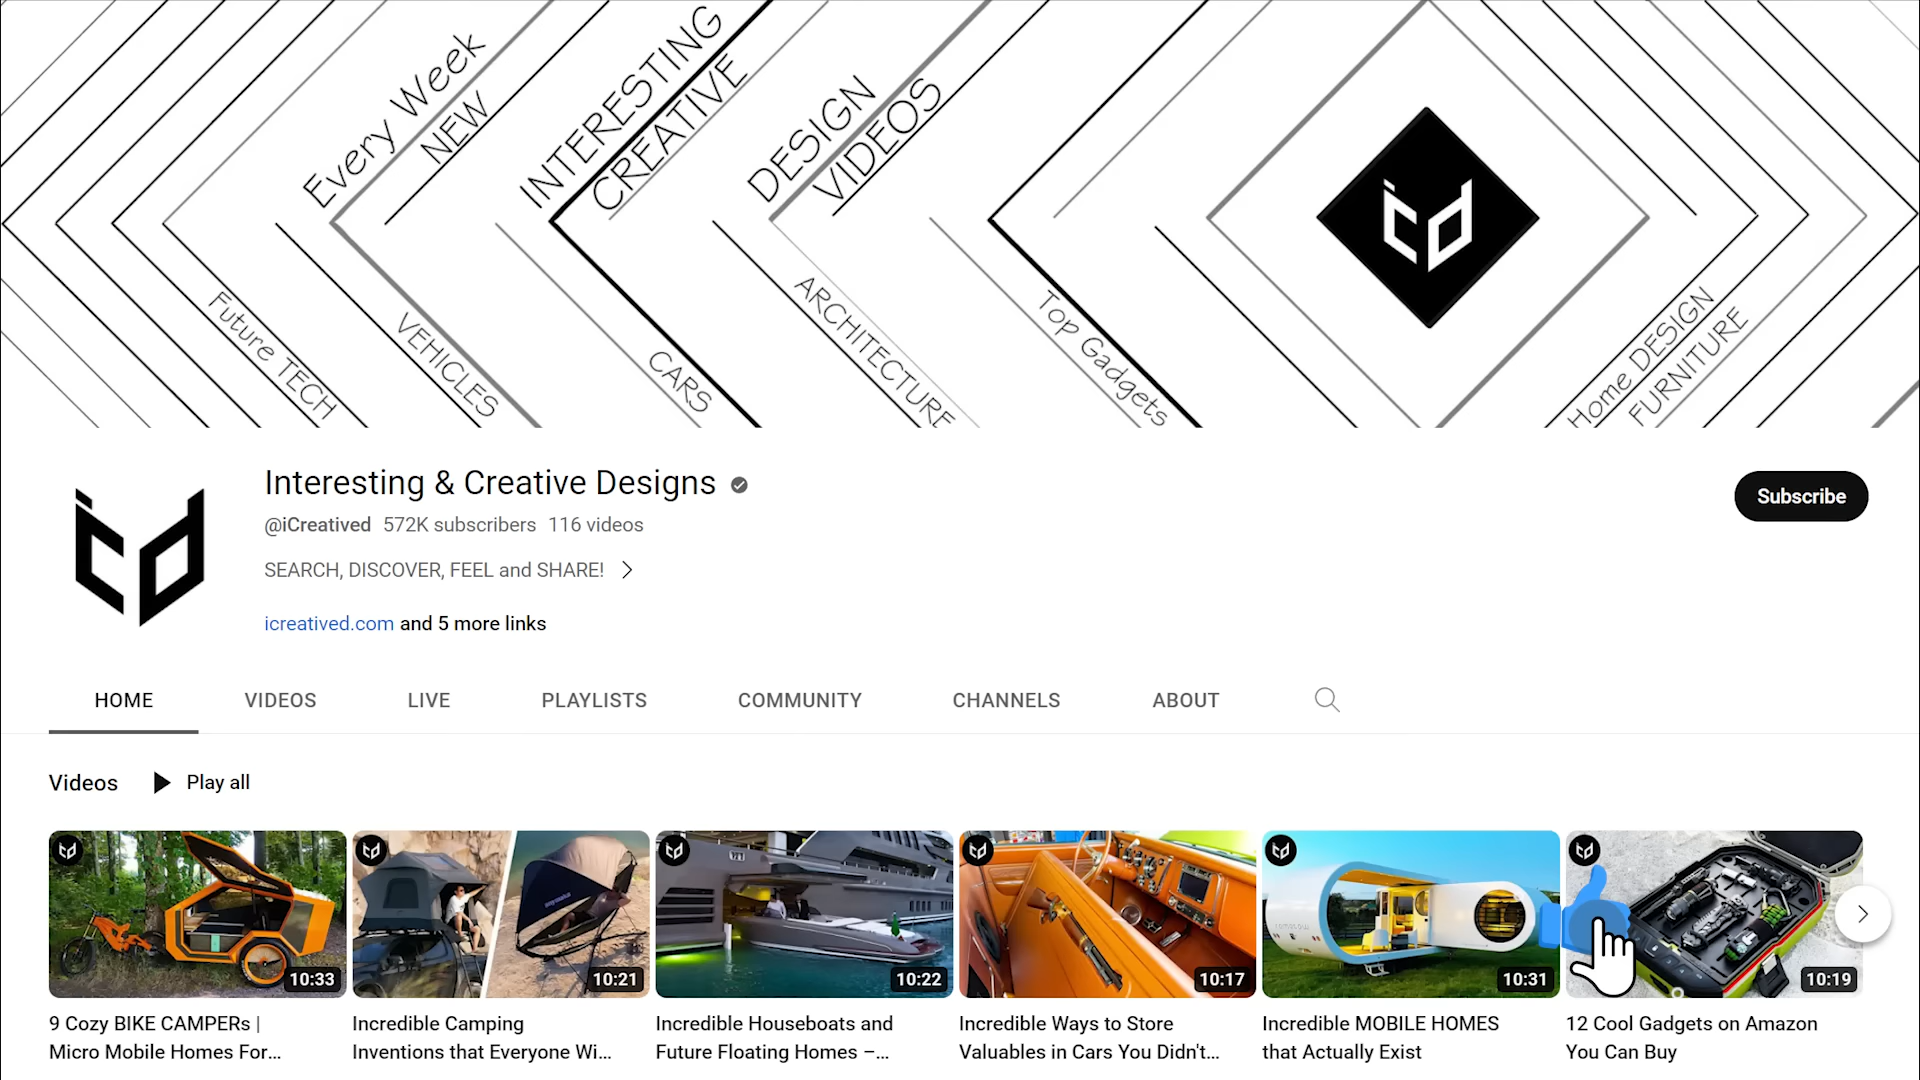 Every Week
NEW
INTERESTING
CREATIVE
DESIGN
VIDEOS
Future TECH
VEHICLES
CARS
ARCHITECTURE
Top Gadgets
Home DESIGN
FURNITURE
Interesting & Creative Designs
Subscribe
@iCreatived 572K subscribers 116 videos
SEARCH, DISCOVER, FEEL and SHARE!
icreatived.com and 5 more links
HOME VIDEOS LIVE PLAYLISTS COMMUNITY CHANNELS ABOUT
Videos Play all
10:33 10:21 10:22 10:17 10:31 10:19
9 Cozy BIKE CAMPERs |
Micro Mobile Homes For...
Incredible Camping
Inventions that Everyone Wi...
Incredible Houseboats and
Future Floating Homes –...
Incredible Ways to Store
Valuables in Cars You Didn't...
Incredible MOBILE HOMES
that Actually Exist
12 Cool Gadgets on Amazon
You Can Buy